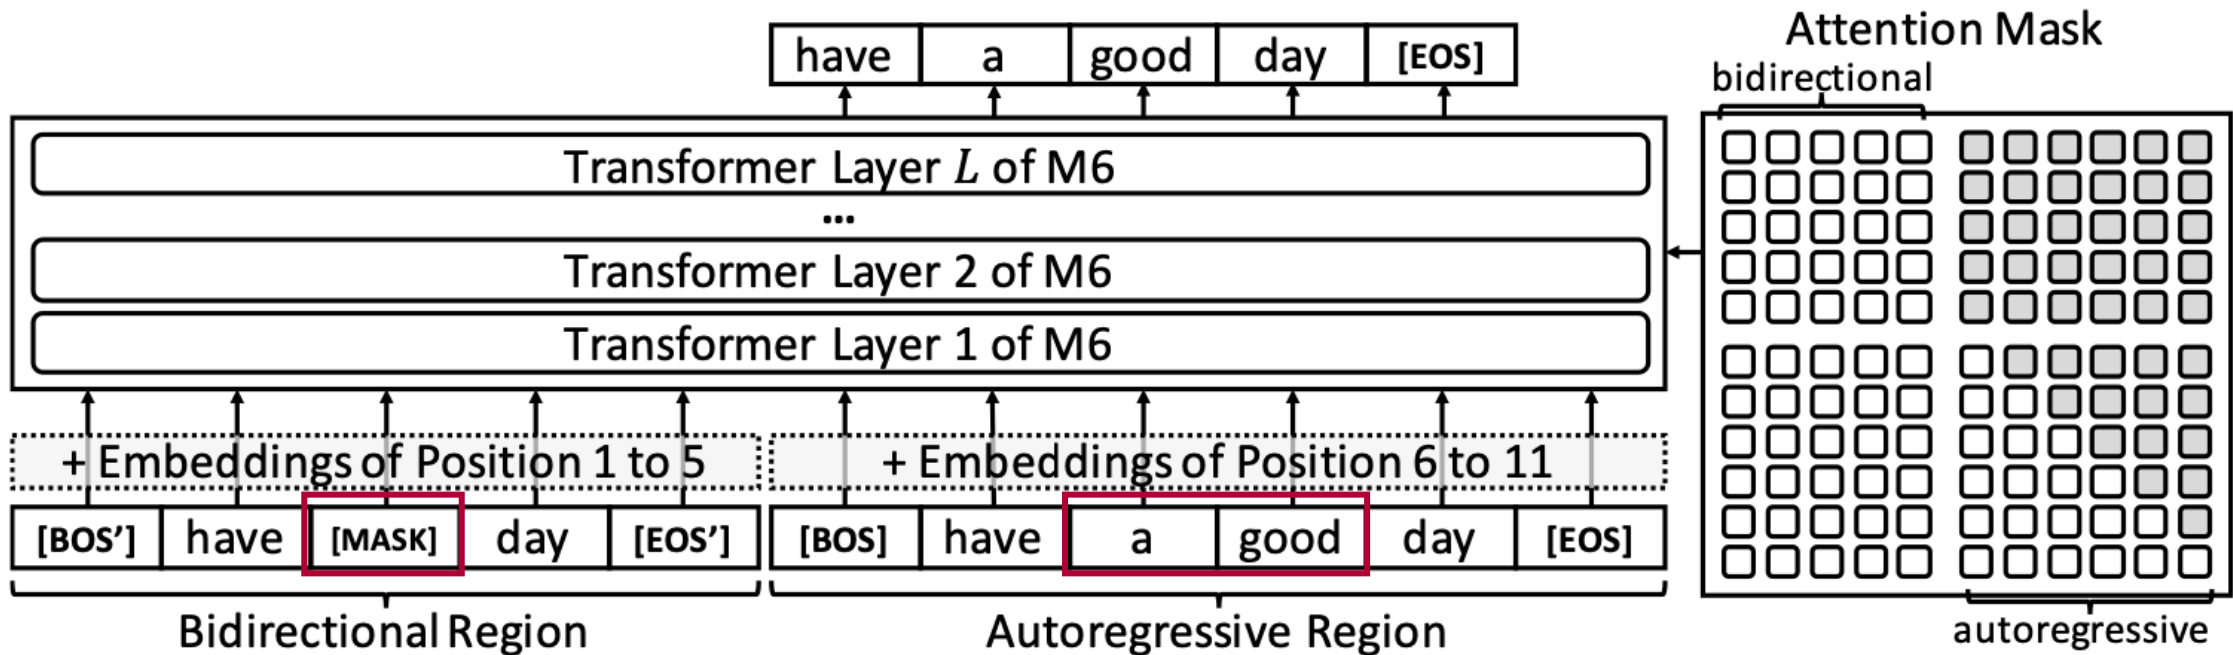 have a good day [EOS]
Attention Mask
bidirectional
Transformer Layer L of M6
...
Transformer Layer 2 of M6
Transformer Layer 1 of M6
+ Embeddings of Position 1 to 5
+ Embeddings of Position 6 to 11
[BOS’] have [MASK] day [EOS’]
[BOS] have a good day [EOS]
Bidirectional Region
Autoregressive Region
autoregressive